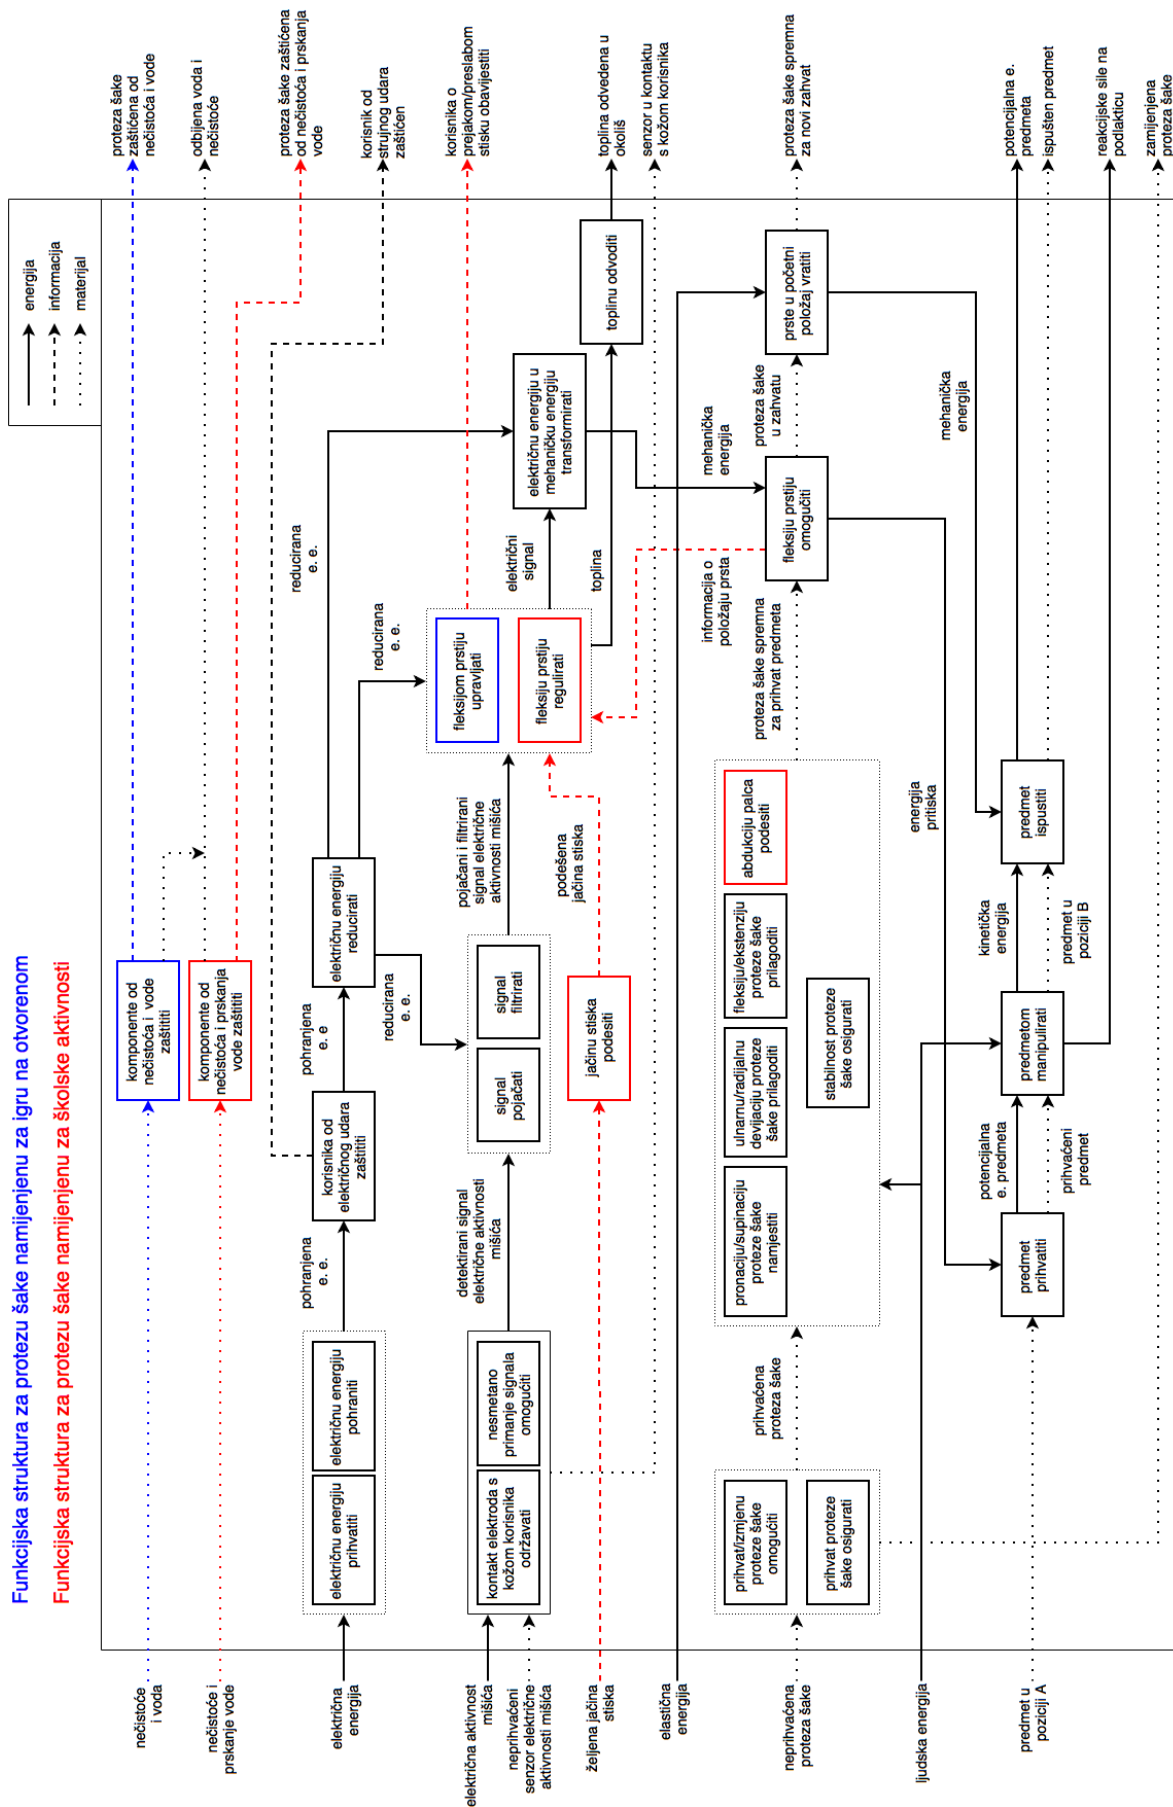 Funkcijska struktura za protezu šake namijenjenu za igru na otvorenom
Funkcijska struktura za protezu šake namijenjenu za školske aktivnosti
energija
informacija
materijal
nečistoće
i voda
komponente od
nečistoća i vode
zaštititi
proteza šake
zaštićena od
nečistoća i vode
odbijena voda i
nečistoće
nečistoće i
prskanje vode
komponente od
nečistoća i prskanja
vode zaštititi
proteza šake zaštićena
od nečistoća i prskanja
vode
korisnik od
strujnog udara
zaštićen
električna
energija
električnu energiju
prihvatiti
električnu energiju
pohraniti
pohranjena
e. e.
korisnika od
električnog udara
zaštititi
pohranjena
e. e
električnu energiju
reducirati
reducirana
e. e.
reducirana
e. e.
reducirana
e. e.
električna aktivnost
mišića
neprihvaćeni
senzor električne
aktivnosti mišića
kontakt elektroda s
kožom korisnika
održavati
nesmetano
primanje signala
omogućiti
detektirani signal
električne aktivnosti
mišića
signal
pojačati
signal
filtrirati
pojačani i filtrirani
signal električne
aktivnosti mišića
fleksijom prstiju
upravljati
fleksiju prstiju
regulirati
korisnika o
prejakom/preslabom
stisku obavijestiti
električni
signal
električnu energiju u
mehaničku energiju
transformirati
toplina
toplinu odvoditi
toplina odvedena u
okoliš
senzor u kontaktu
s kožom korisnika
željena jačina
stiska
jačinu stiska
podesiti
podešena
jačina stiska
informacija o
položaju prsta
mehanička
energija
elastična
energija
neprihvaćena
proteza šake
prihvat/izmjenu
proteze šake
omogućiti
prihvat proteze
šake osigurati
prihvaćena
proteza šake
pronaciju/supinaciju
proteze šake
namjestiti
ulnarnu/radijalnu
devijaciju proteze
šake prilagoditi
fleksiju/ekstenziju
proteze šake
prilagoditi
abdukciju palca
podesiti
stabilnost proteze
šake osigurati
proteza šake spremna
za prihvat predmeta
fleksiju prstiju
omogučiti
proteza šake
u zahvatu
prste u početni
položaj vratiti
proteza šake spremna
za novi zahvat
ljudska energija
energija
pritiska
mehanička
energija
predmet u
poziciji A
predmet
prihvatiti
potencijalna
e. predmeta
prihvaćeni
predmet
predmetom
manipulirati
kinetička
energija
predmet u
poziciji B
predmet
ispustiti
potencijalna e.
predmeta
ispušten predmet
reakcijske sile na
podlakticu
zamijenjena
proteza šake